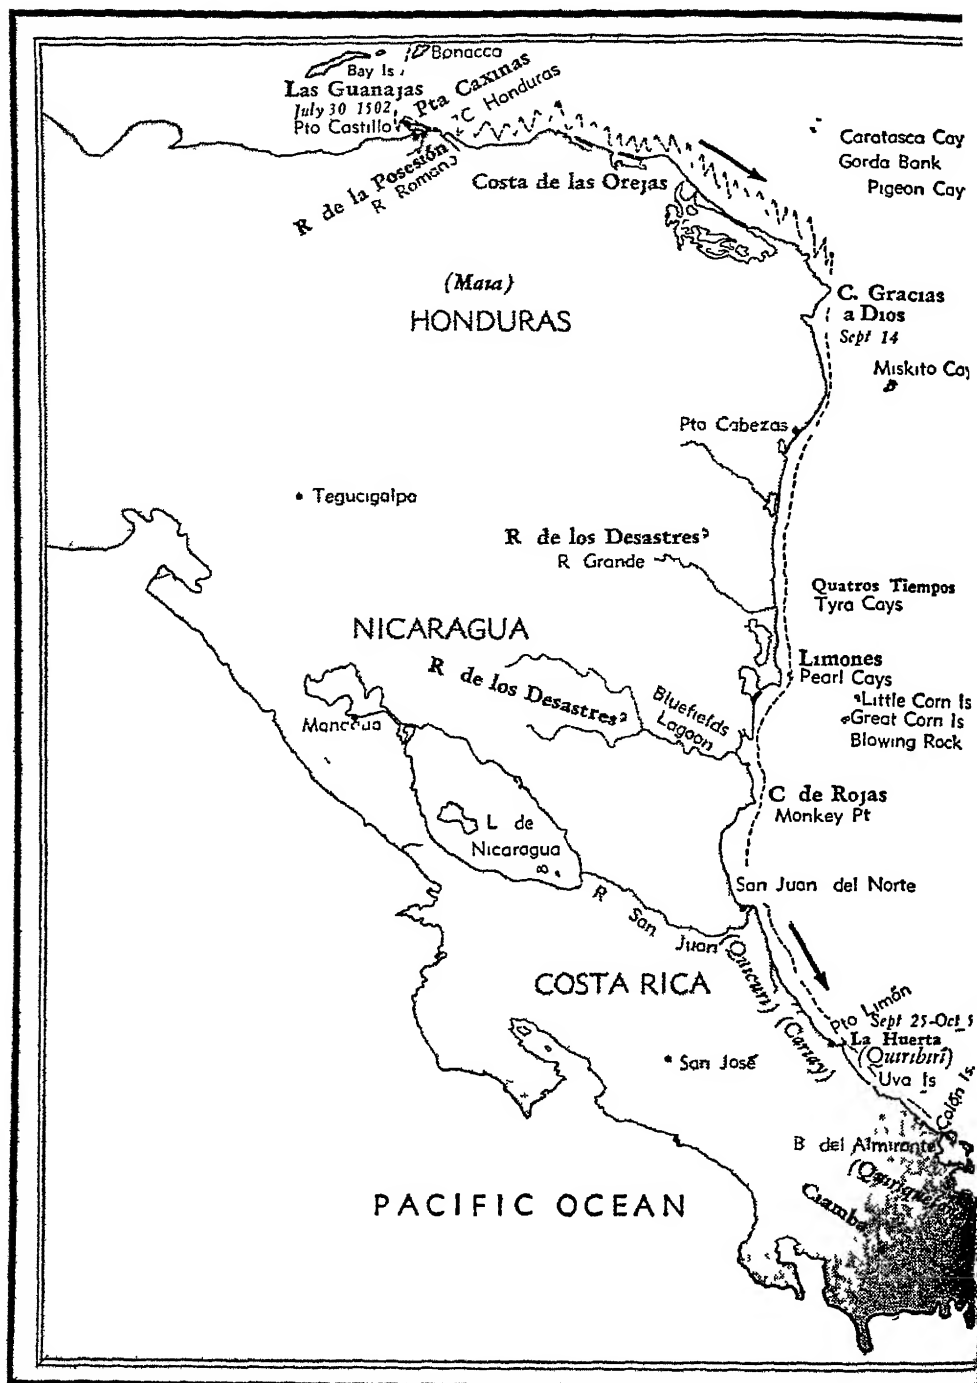 Bonacca
Bay Is
Las Guanajas
July 30 1502
Pto Castillo
Pta Caxinas
C Honduras
R de la Posesión
R Romano
Costa de las Orejas
Caratasca Cay
Gorda Bank
Pigeon Cay
(Maia)
HONDURAS
C. Gracias
a Dios
Sept 14
Miskito Cay
Pto Cabezas
Tegucigalpa
R de los Desastres?
R Grande
Quatros Tiempos
Tyra Cays
NICARAGUA
Limones
Pearl Cays
R de los Desastres?
Bluefields
Lagoon
Little Corn Is
Great Corn Is
Blowing Rock
Managua
C de Rojas
Monkey Pt
L de
Nicaragua
San Juan del Norte
R San Juan
(Quicuri)
(Cariay)
COSTA RICA
Pto Limón
Sept 25-Oct 5
La Huerta
(Quiribiri)
Uva Is
San José
Colón Is.
B del Almirante
PACIFIC OCEAN